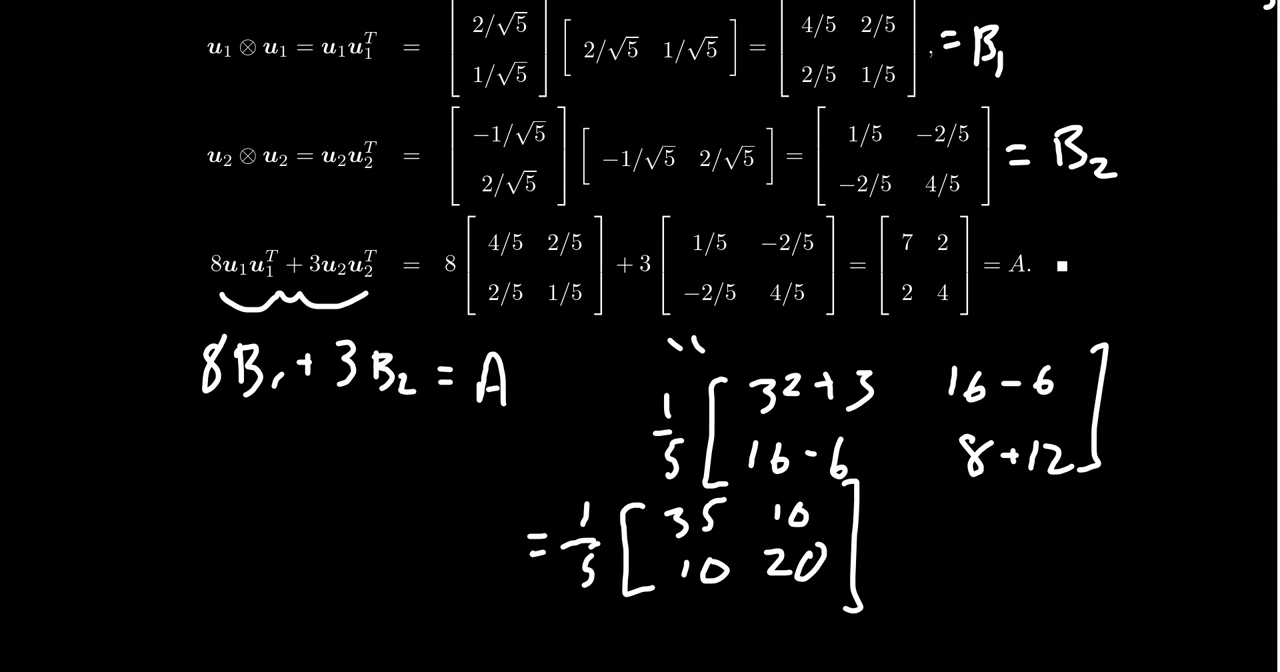 u₁ ⊗ u₁ = u₁u₁ᵀ = [2/√5; 1/√5] [2/√5 1/√5] = [4/5 2/5; 2/5 1/5], = B₁
u₂ ⊗ u₂ = u₂u₂ᵀ = [−1/√5; 2/√5] [−1/√5 2/√5] = [1/5 −2/5; −2/5 4/5] = B₂
8u₁u₁ᵀ + 3u₂u₂ᵀ = 8 [4/5 2/5; 2/5 1/5] + 3 [1/5 −2/5; −2/5 4/5] = [7 2; 2 4] = A. ■
8B₁ + 3B₂ = A
1/5 [32+3 16−6; 16−6 8+12]
= 1/5 [35 10; 10 20]